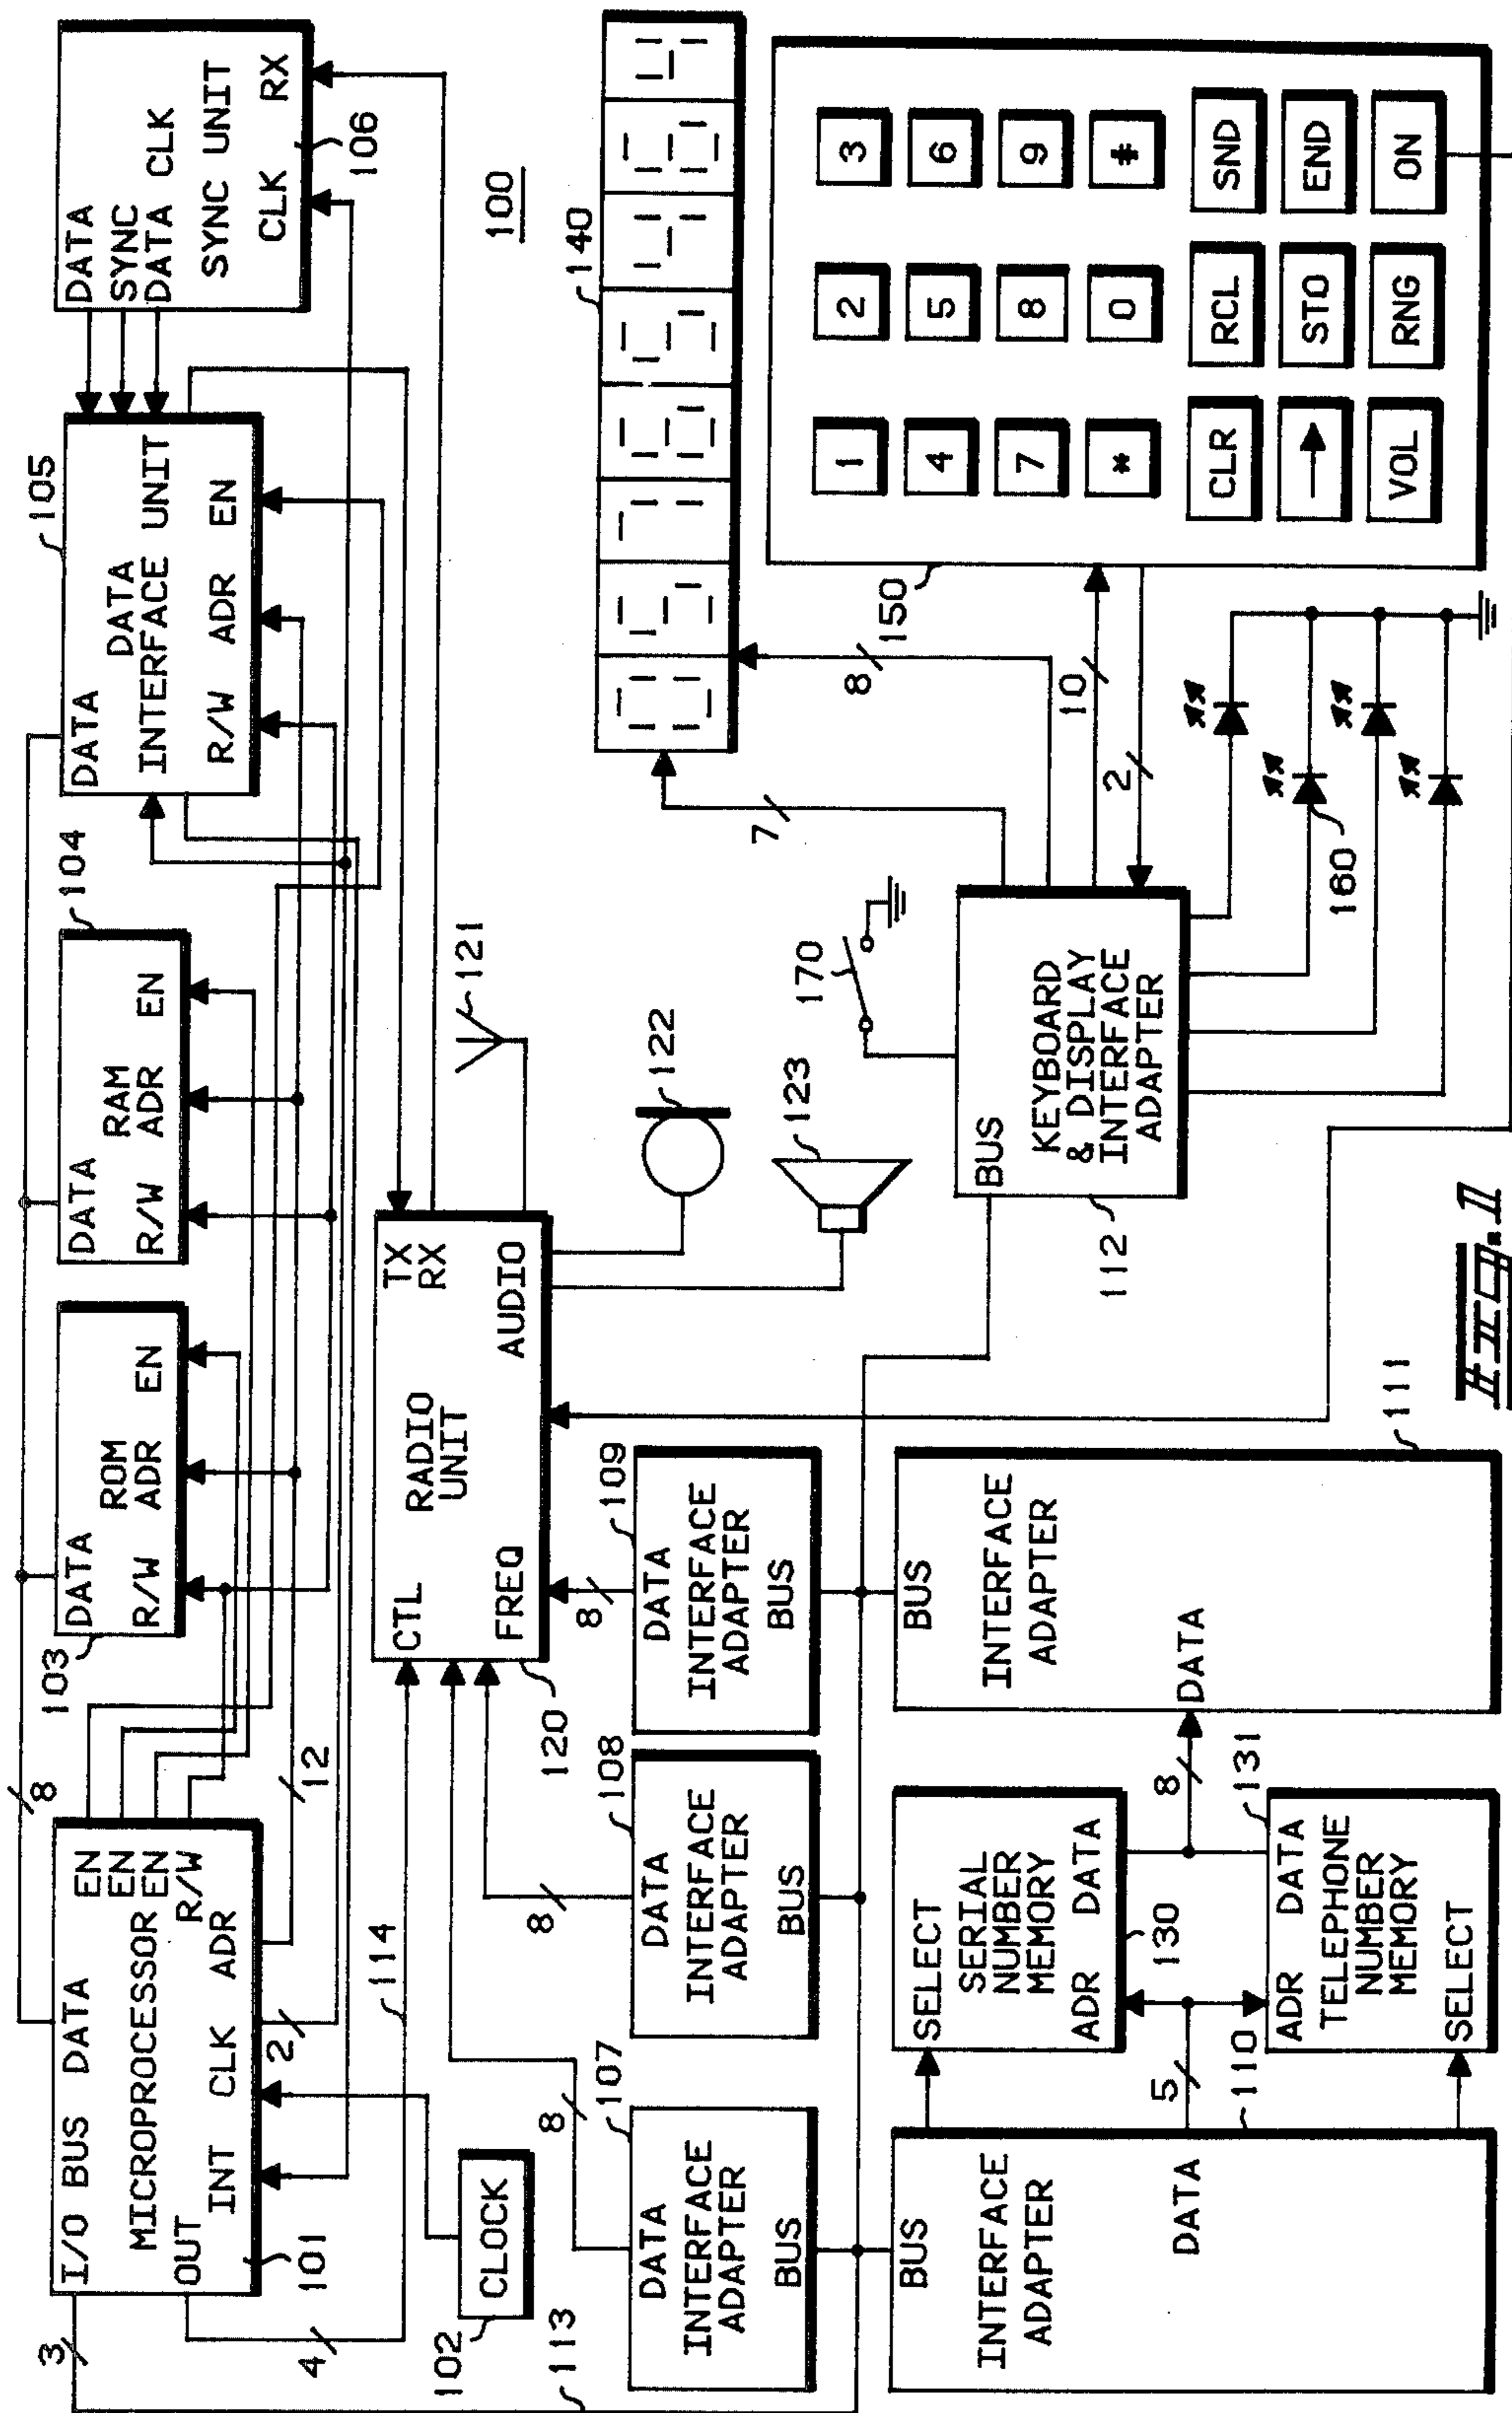 3
I/O BUS DATA
EN
EN
MICROPROCESSOR EN
R/W
OUT
INT CLK ADR
101
8
12
2
4
114
103
DATA
ROM
R/W ADR EN
104
DATA
RAM
R/W ADR EN
105
DATA
DATA
INTERFACE UNIT
R/W ADR EN
DATA
SYNC
DATA CLK
SYNC UNIT
CLK RX
106
100
CLOCK
102
113
CTL
TX
RX
RADIO
UNIT
FREQ
AUDIO
120
121
122
123
107
8
DATA
INTERFACE
ADAPTER
BUS
108
8
DATA
INTERFACE
ADAPTER
BUS
109
8
DATA
INTERFACE
ADAPTER
BUS
BUS
INTERFACE
ADAPTER
DATA
110
5
SELECT
SERIAL
NUMBER
MEMORY
ADR DATA
130
ADR DATA
TELEPHONE
NUMBER
MEMORY
SELECT
131
8
BUS
INTERFACE
ADAPTER
DATA
111
170
BUS
KEYBOARD
& DISPLAY
INTERFACE
ADAPTER
112
7
8
10
2
160
140
150
1 2 3
4 5 6
7 8 9
* 0 #
CLR RCL SND
→ STO END
VOL RNG ON